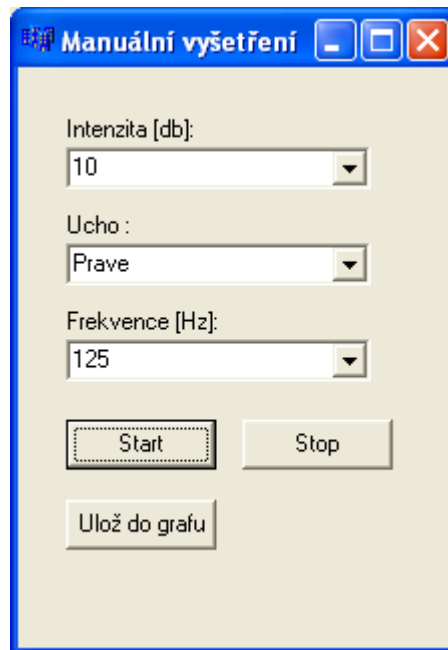 Manuální vyšetření
Intenzita [db]:
10
Ucho :
Prave
Frekvence [Hz]:
125
Start Stop
Ulož do grafu